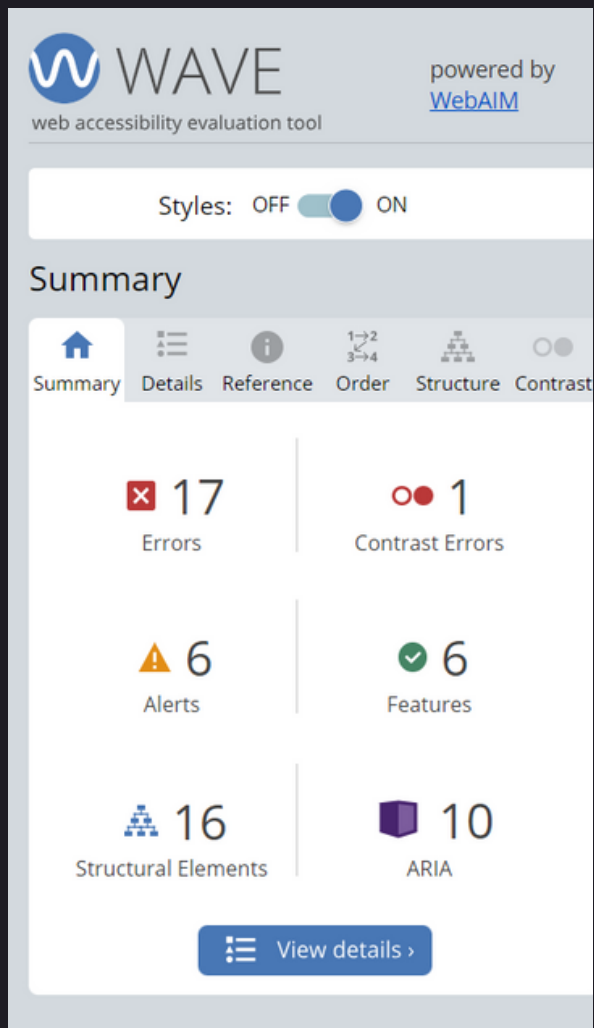 WAVE
powered by
WebAIM
web accessibility evaluation tool
Styles: OFF ON
Summary
1→2
3→4
Summary Details Reference Order Structure Contrast
17 1
Errors Contrast Errors
6 6
Alerts Features
16 10
Structural Elements ARIA
View details ›